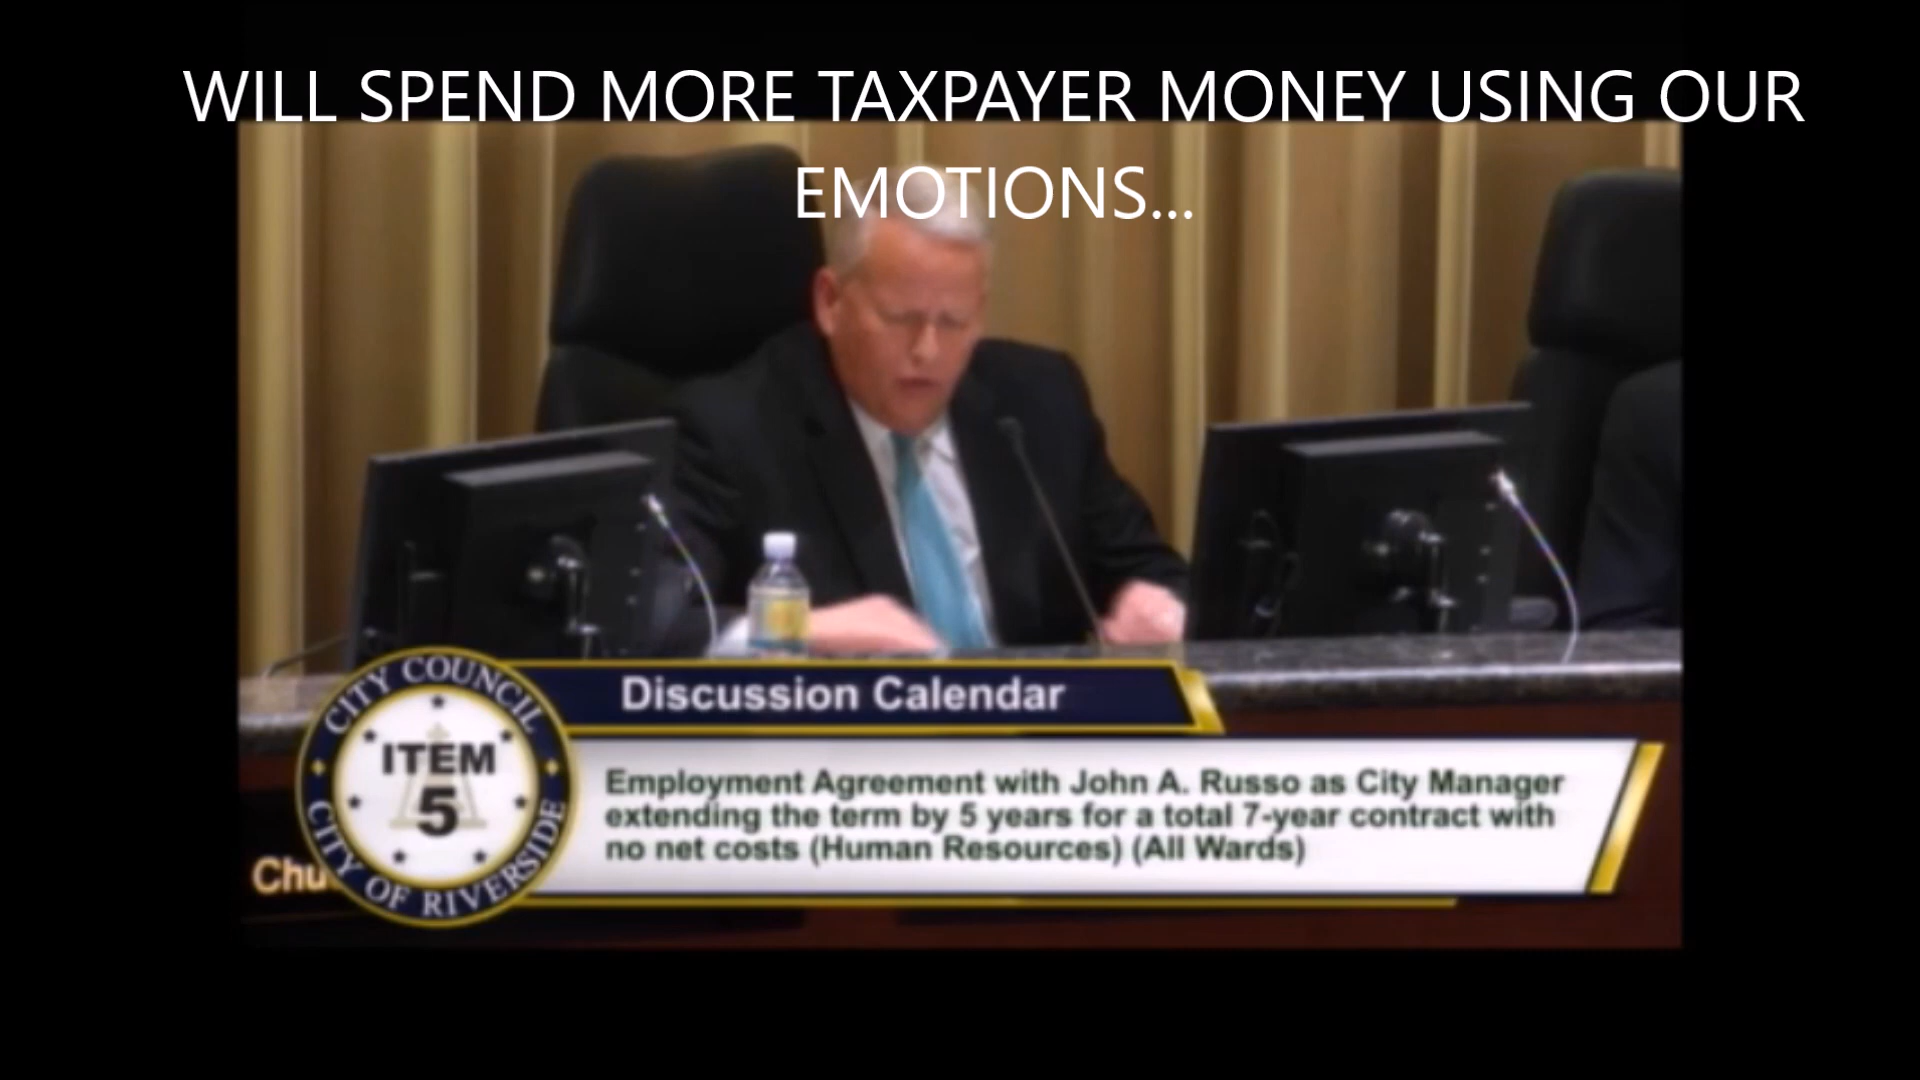 WILL SPEND MORE TAXPAYER MONEY USING OUR
EMOTIONS...
Discussion Calendar
CITY COUNCIL
ITEM
5
CITY OF RIVERSIDE
Employment Agreement with John A. Russo as City Manager
extending the term by 5 years for a total 7-year contract with
no net costs (Human Resources) (All Wards)
Chu